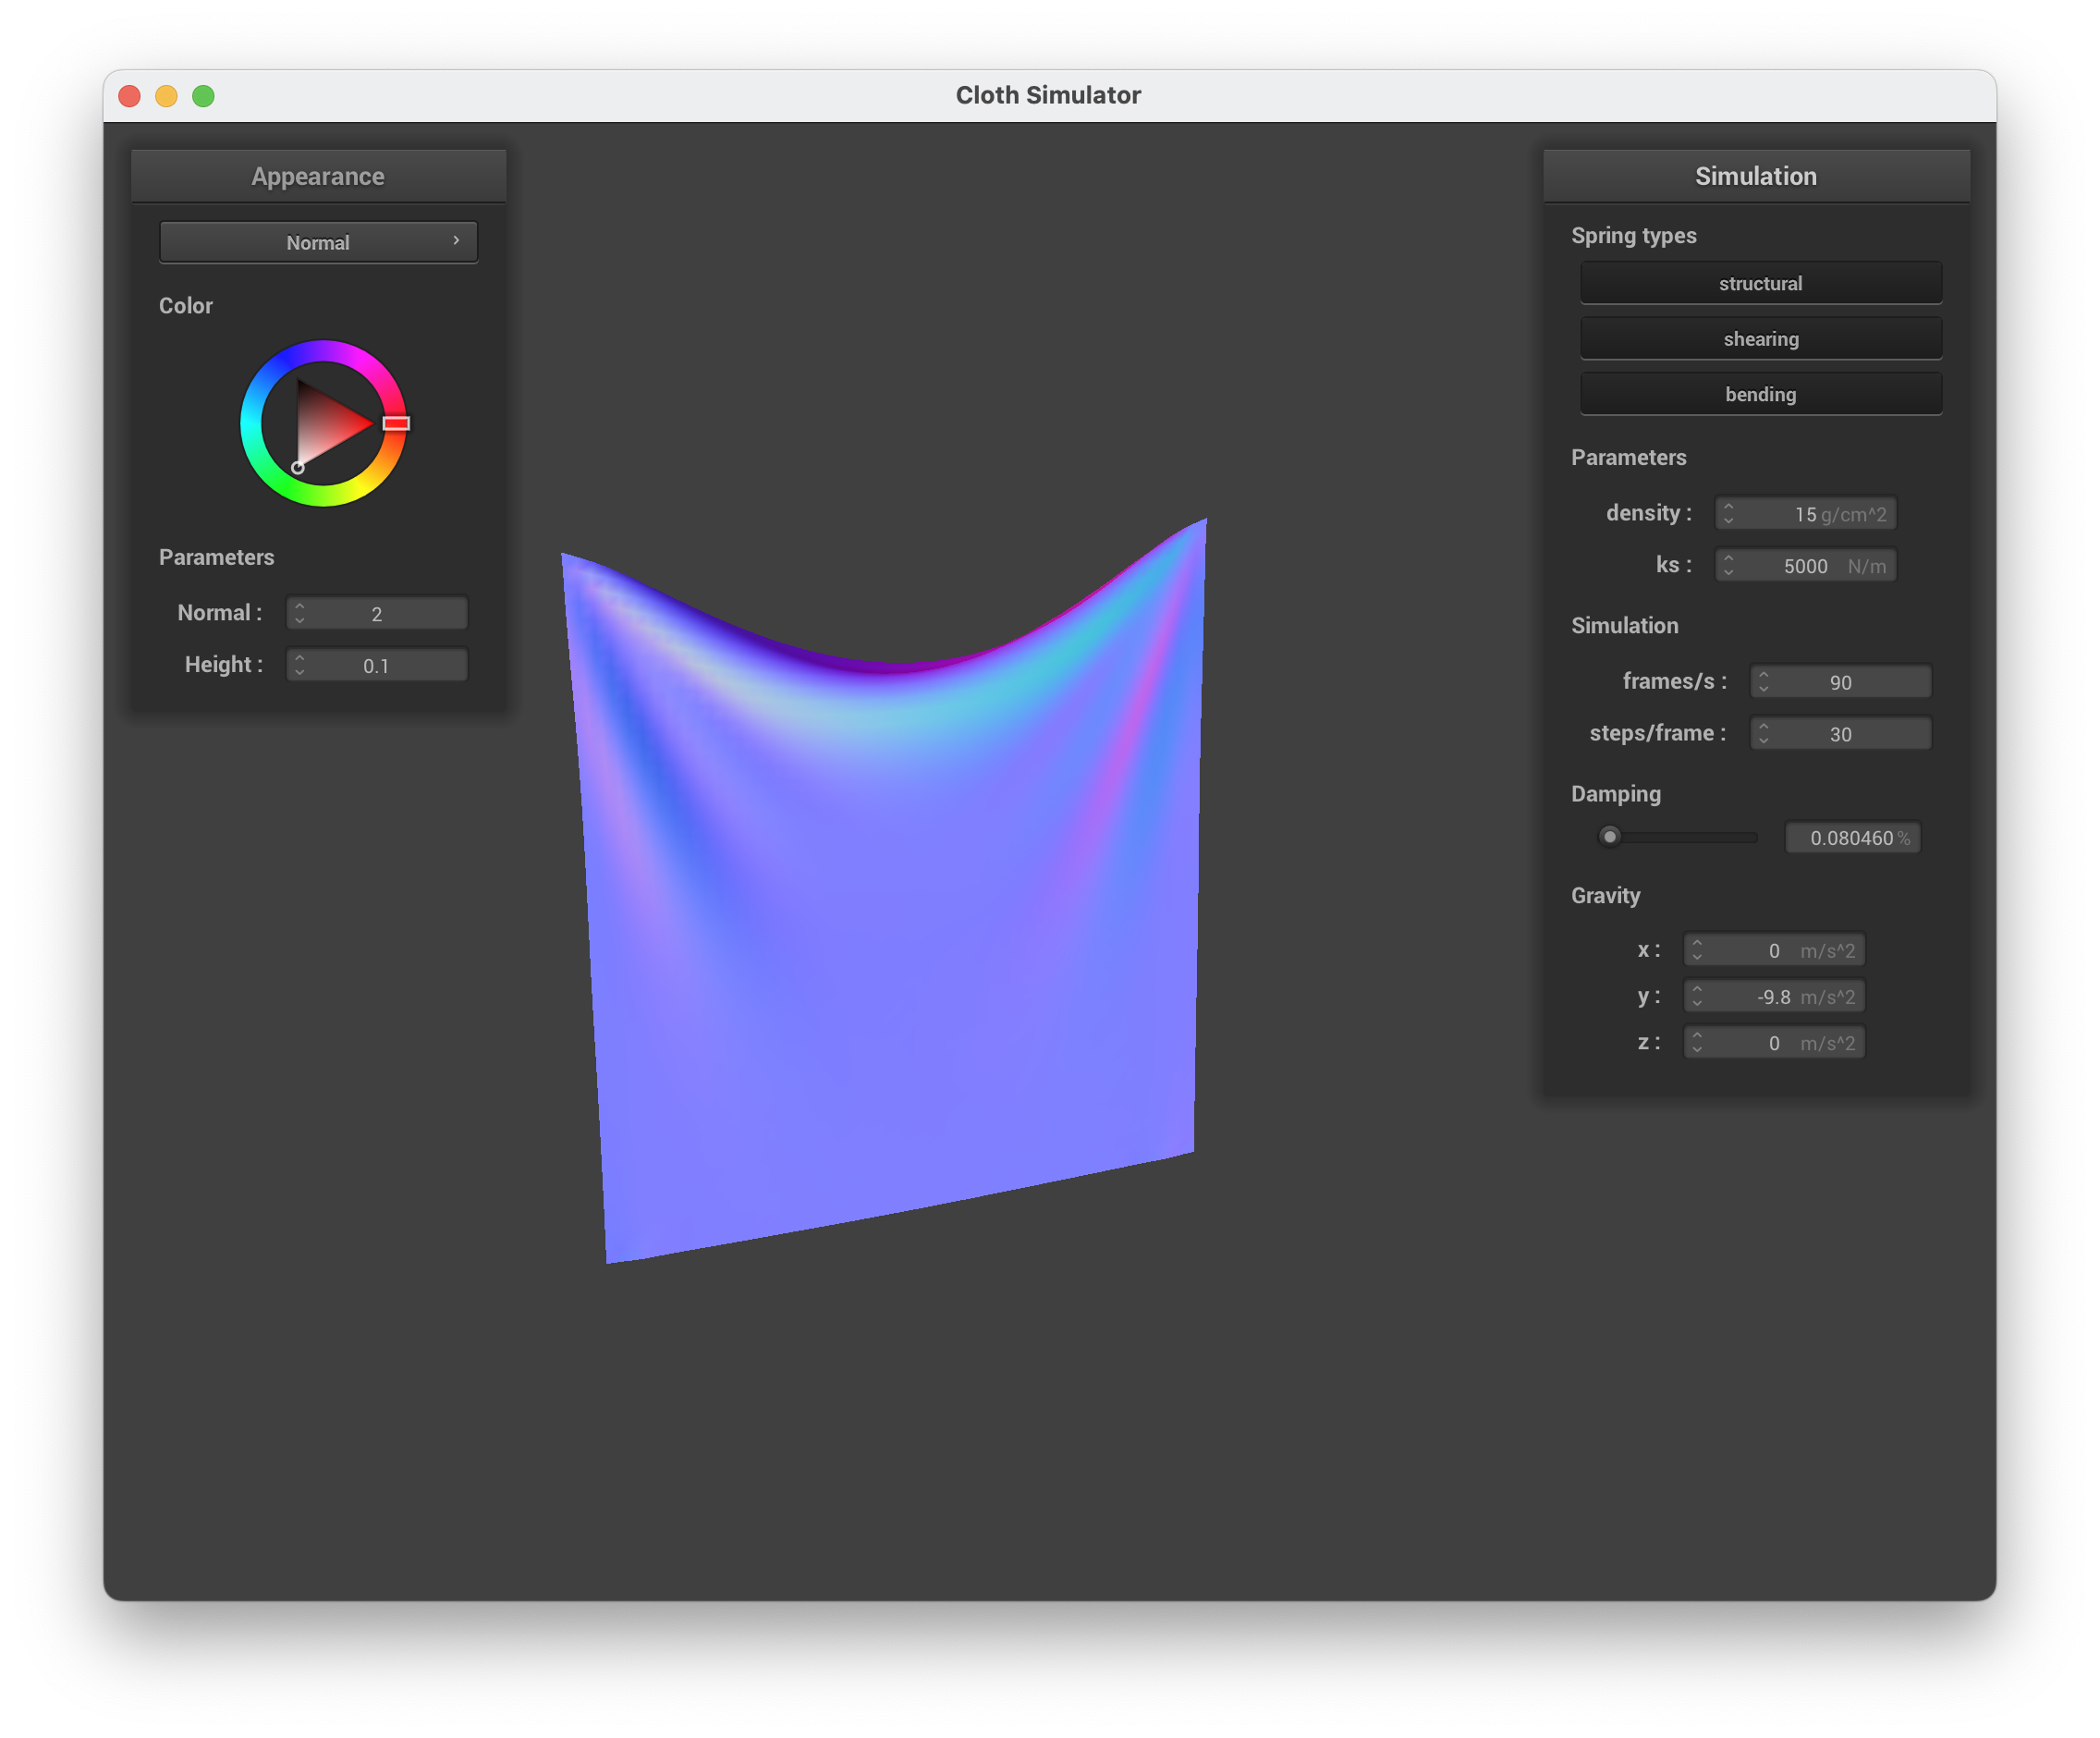 Cloth Simulator
Appearance
Normal
Color
Parameters
Normal : 2
Height : 0.1
Simulation
Spring types
structural
shearing
bending
Parameters
density : 15 g/cm^2
ks : 5000 N/m
Simulation
frames/s : 90
steps/frame : 30
Damping
0.080460 %
Gravity
x : 0 m/s^2
y : -9.8 m/s^2
z : 0 m/s^2